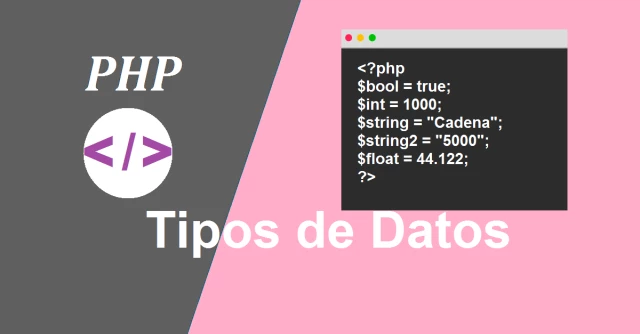 PHP
</>
<?php
$bool = true;
$int = 1000;
$string = "Cadena";
$string2 = "5000";
$float = 44.122;
?>
Tipos de Datos